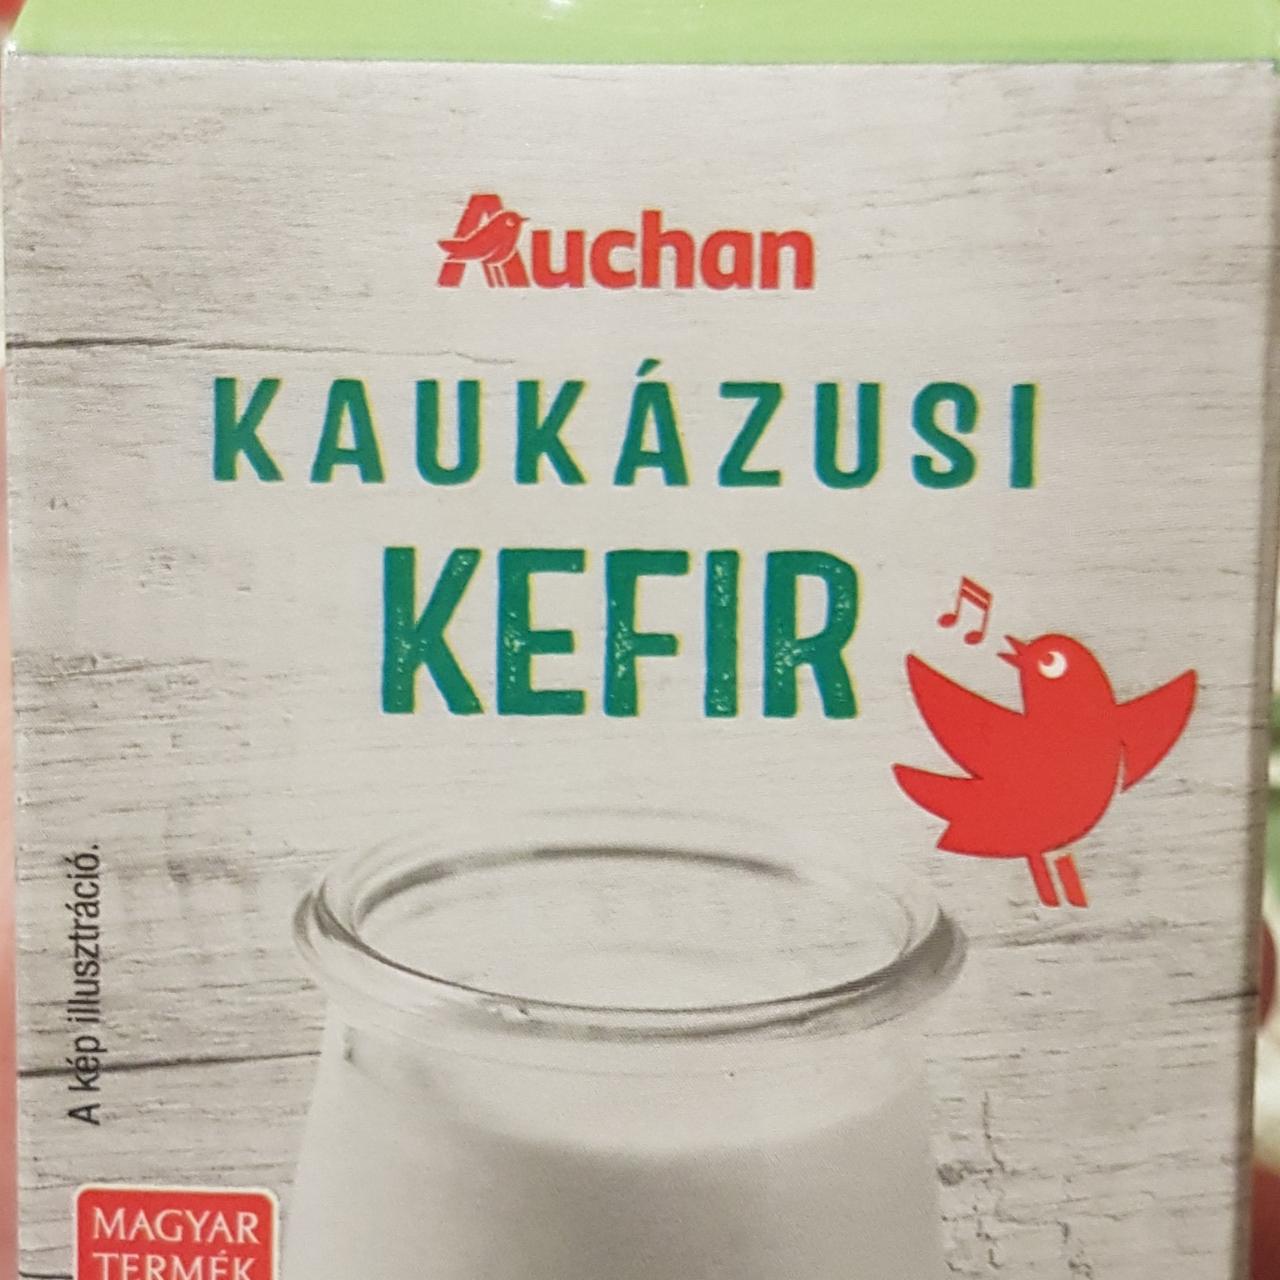 Auchan
KAUKÁZUSI
KEFIR
A kép illusztráció.
MAGYAR
TERMÉK